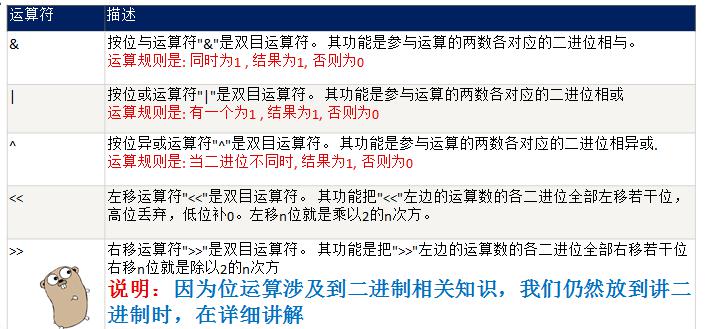 运算符 描述
& 按位与运算符"&"是双目运算符。 其功能是参与运算的两数各对应的二进位相与。
运算规则是: 同时为1 , 结果为1, 否则为0
| 按位或运算符"|"是双目运算符。 其功能是参与运算的两数各对应的二进位相或
运算规则是: 有一个为1 , 结果为1, 否则为0
^ 按位异或运算符"^"是双目运算符。 其功能是参与运算的两数各对应的二进位相异或.
运算规则是: 当二进位不同时, 结果为1, 否则为0
<< 左移运算符"<<"是双目运算符。 其功能把"<<"左边的运算数的各二进位全部左移若干位，
高位丢弃，低位补0。左移n位就是乘以2的n次方。
>> 右移运算符">>"是双目运算符。 其功能是把">>"左边的运算数的各二进位全部右移若干位
右移n位就是除以2的n次方
说明：因为位运算涉及到二进制相关知识，我们仍然放到讲二
进制时，在详细讲解